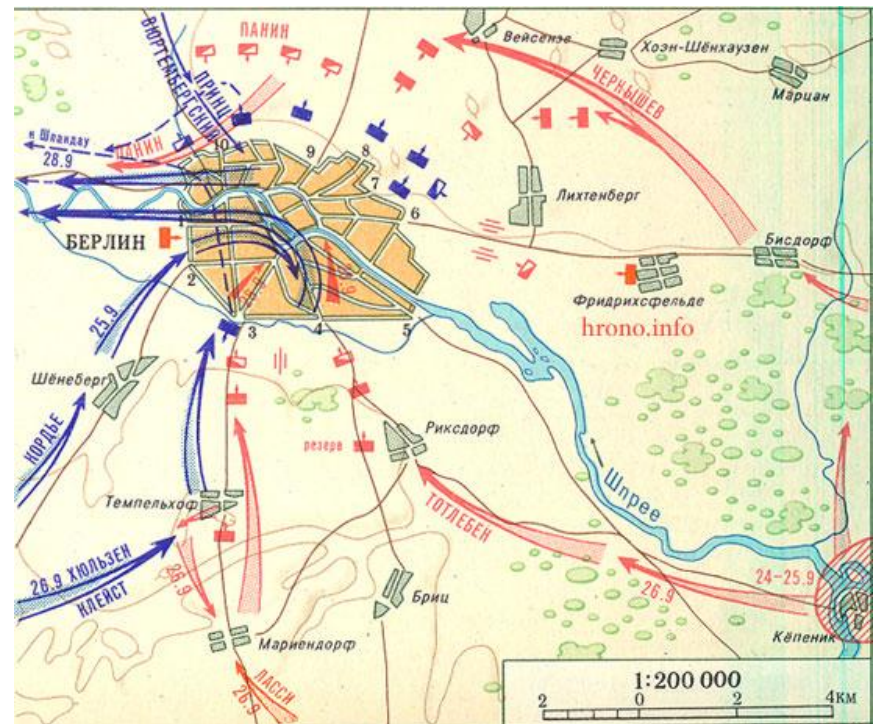 ПАНИН
ВЮРТЕМБЕРГСКИЙ
ПРИНЦ
Вейсензе
Хоэн-Шёнхаузен
Марцан
ЧЕРНЫШЕВ
к Шпандау
28.9
ПАНИН
10
9
8
7
6
Лихтенберг
1
БЕРЛИН
Бисдорф
2
Фридрихсфельде
hrono.info
25.9
3
4
5
Шёнеберг
КОРДЬЕ
Риксдорф
резерв
Шпрее
Темпельхоф
ТОТЛЕБЕН
26.9 ХЮЛЬЗЕН
КЛЕЙСТ
26.9
26.9
24-25.9
Бриц
Кёпеник
Мариендорф
ЛАССИ
26.9
1:200 000
2 0 2 4км